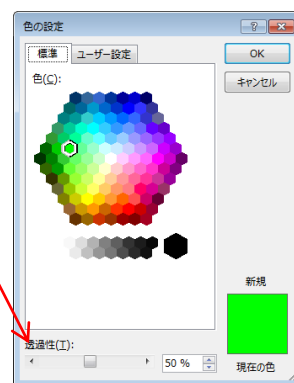 色の設定
標準 ユーザー設定
OK
キャンセル
色(C):
新規
透過性(T):
50 %
現在の色